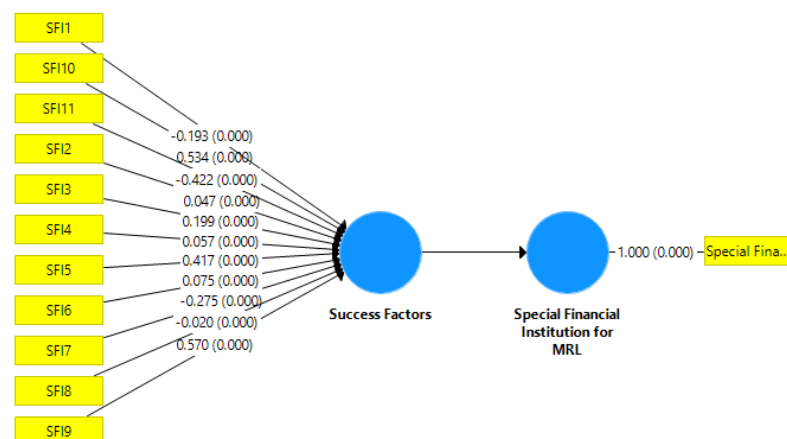 SFI1
SFI10
SFI11
SFI2
SFI3
SFI4
SFI5
SFI6
SFI7
SFI8
SFI9
-0.193 (0.000)
0.534 (0.000)
-0.422 (0.000)
0.047 (0.000)
0.199 (0.000)
0.057 (0.000)
0.417 (0.000)
0.075 (0.000)
-0.275 (0.000)
-0.020 (0.000)
0.570 (0.000)
Success Factors
Special Financial
Institution for
MRL
1.000 (0.000)
Special Fina..